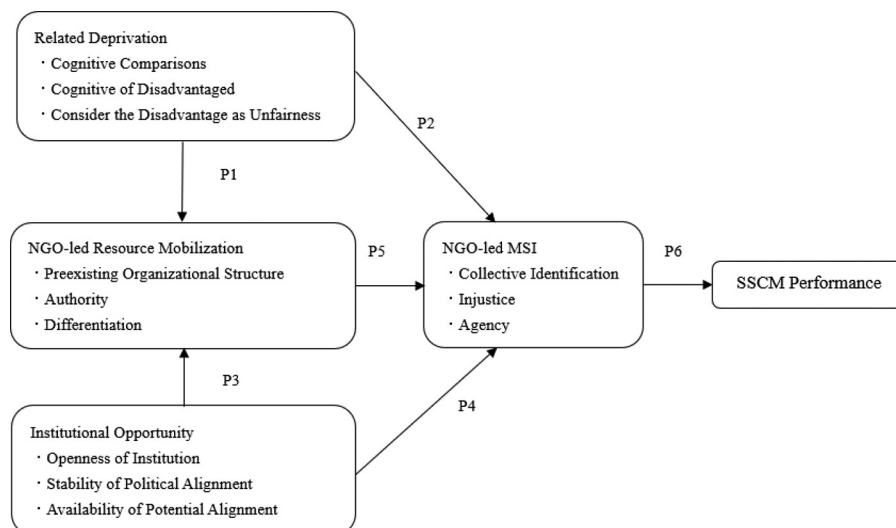 Related Deprivation
· Cognitive Comparisons
· Cognitive of Disadvantaged
· Consider the Disadvantage as Unfairness
P2
P1
NGO-led Resource Mobilization
· Preexisting Organizational Structure
· Authority
· Differentiation
P5
NGO-led MSI
· Collective Identification
· Injustice
· Agency
P6
SSCM Performance
P3
P4
Institutional Opportunity
· Openness of Institution
· Stability of Political Alignment
· Availability of Potential Alignment